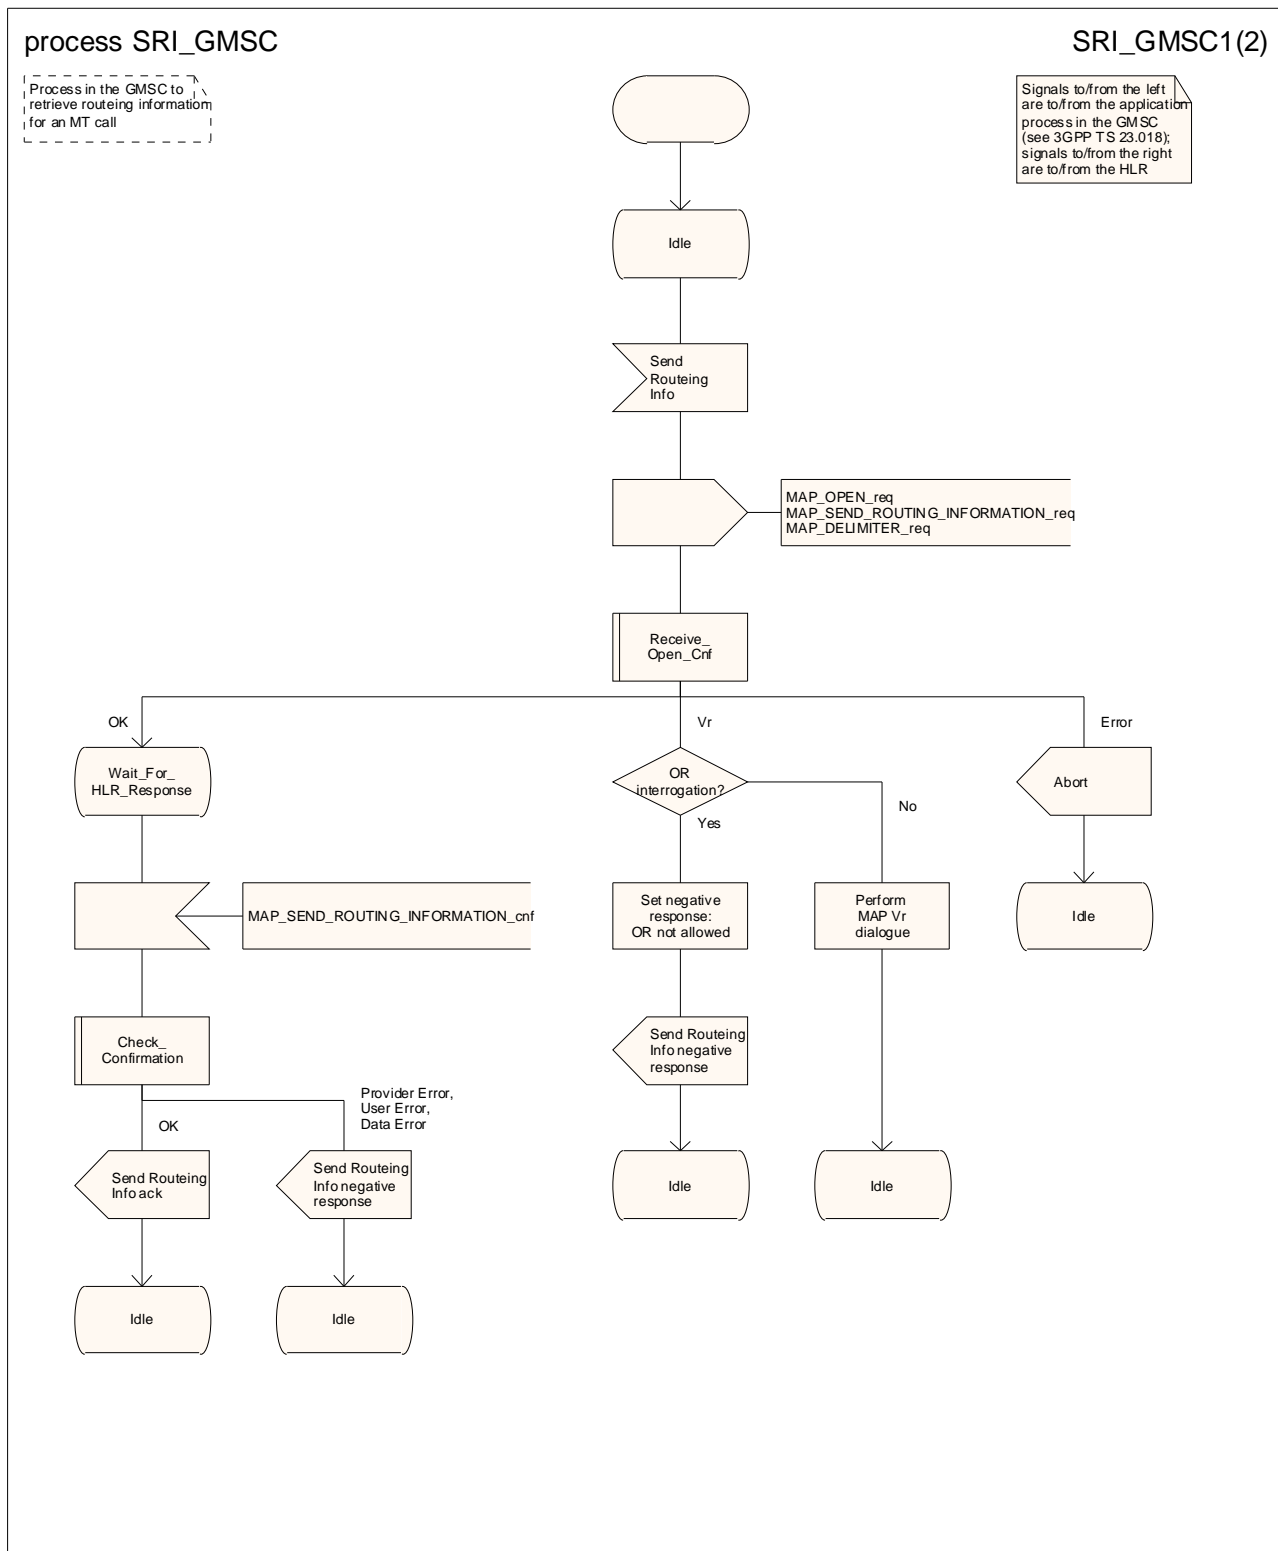 process SRI_GMSC
SRI_GMSC1(2)
Process in the GMSC to
retrieve routeing information
for an MT call
Signals to/from the left
are to/from the application
process in the GMSC
(see 3GPP TS 23.018);
signals to/from the right
are to/from the HLR
Idle
Send
Routeing
Info
MAP_OPEN_req
MAP_SEND_ROUTING_INFORMATION_req
MAP_DELIMITER_req
Receive_
Open_Cnf
OK
Vr
Error
Wait_For_
HLR_Response
OR
interrogation?
Abort
No
Yes
MAP_SEND_ROUTING_INFORMATION_cnf
Set negative
response:
OR not allowed
Perform
MAP Vr
dialogue
Idle
Check_
Confirmation
Send Routeing
Info negative
response
Provider Error,
User Error,
Data Error
OK
Send Routeing
Info ack
Send Routeing
Info negative
response
Idle
Idle
Idle
Idle